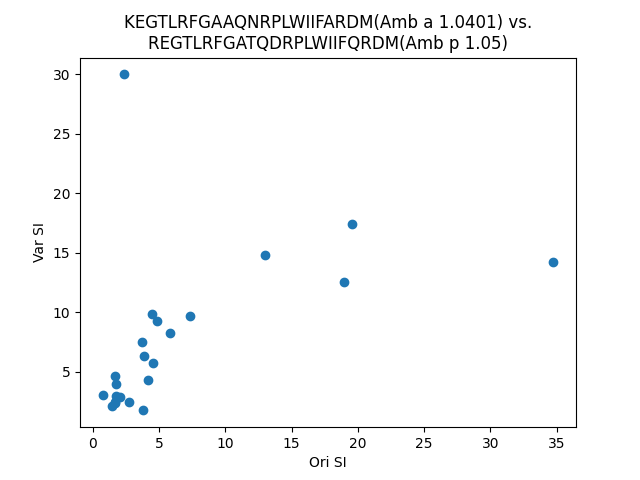 KEGTLRFGAAQNRPLWIIFARDM(Amb a 1.0401) vs.
REGTLRFGATQDRPLWIIFQRDM(Amb p 1.05)
30
25
20
15
10
5
Var SI
0 5 10 15 20 25 30 35
Ori SI